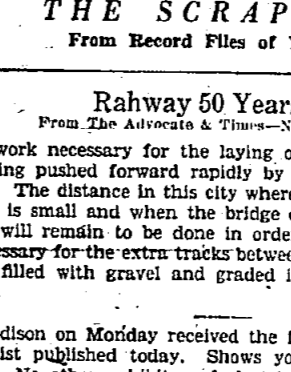 THE SCRAP
From Record Files of
Rahway 50 Year
From The Advocate & Times—N
work necessary for the laying o
ing pushed forward rapidly by
The distance in this city where
is small and when the bridge
will remain to be done in orde
essary for the extra tracks betwee
filled with gravel and graded i
dison on Monday received the
ist published today. Shows yo